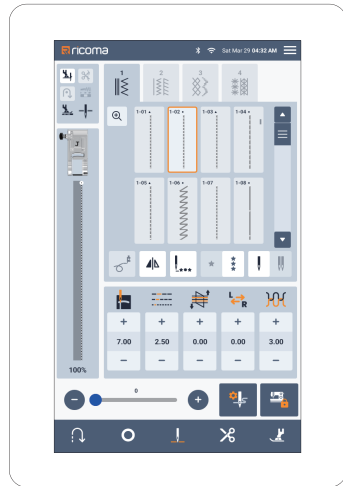 ricoma
Sat Mar 29 04:32 AM
1 2 3 4
1-01 1-02 1-03 1-04
1-05 1-06 1-07 1-08
J
L R
+ + + + +
7.00 2.50 0.00 0.00 3.00
− − − − −
100%
0
− +